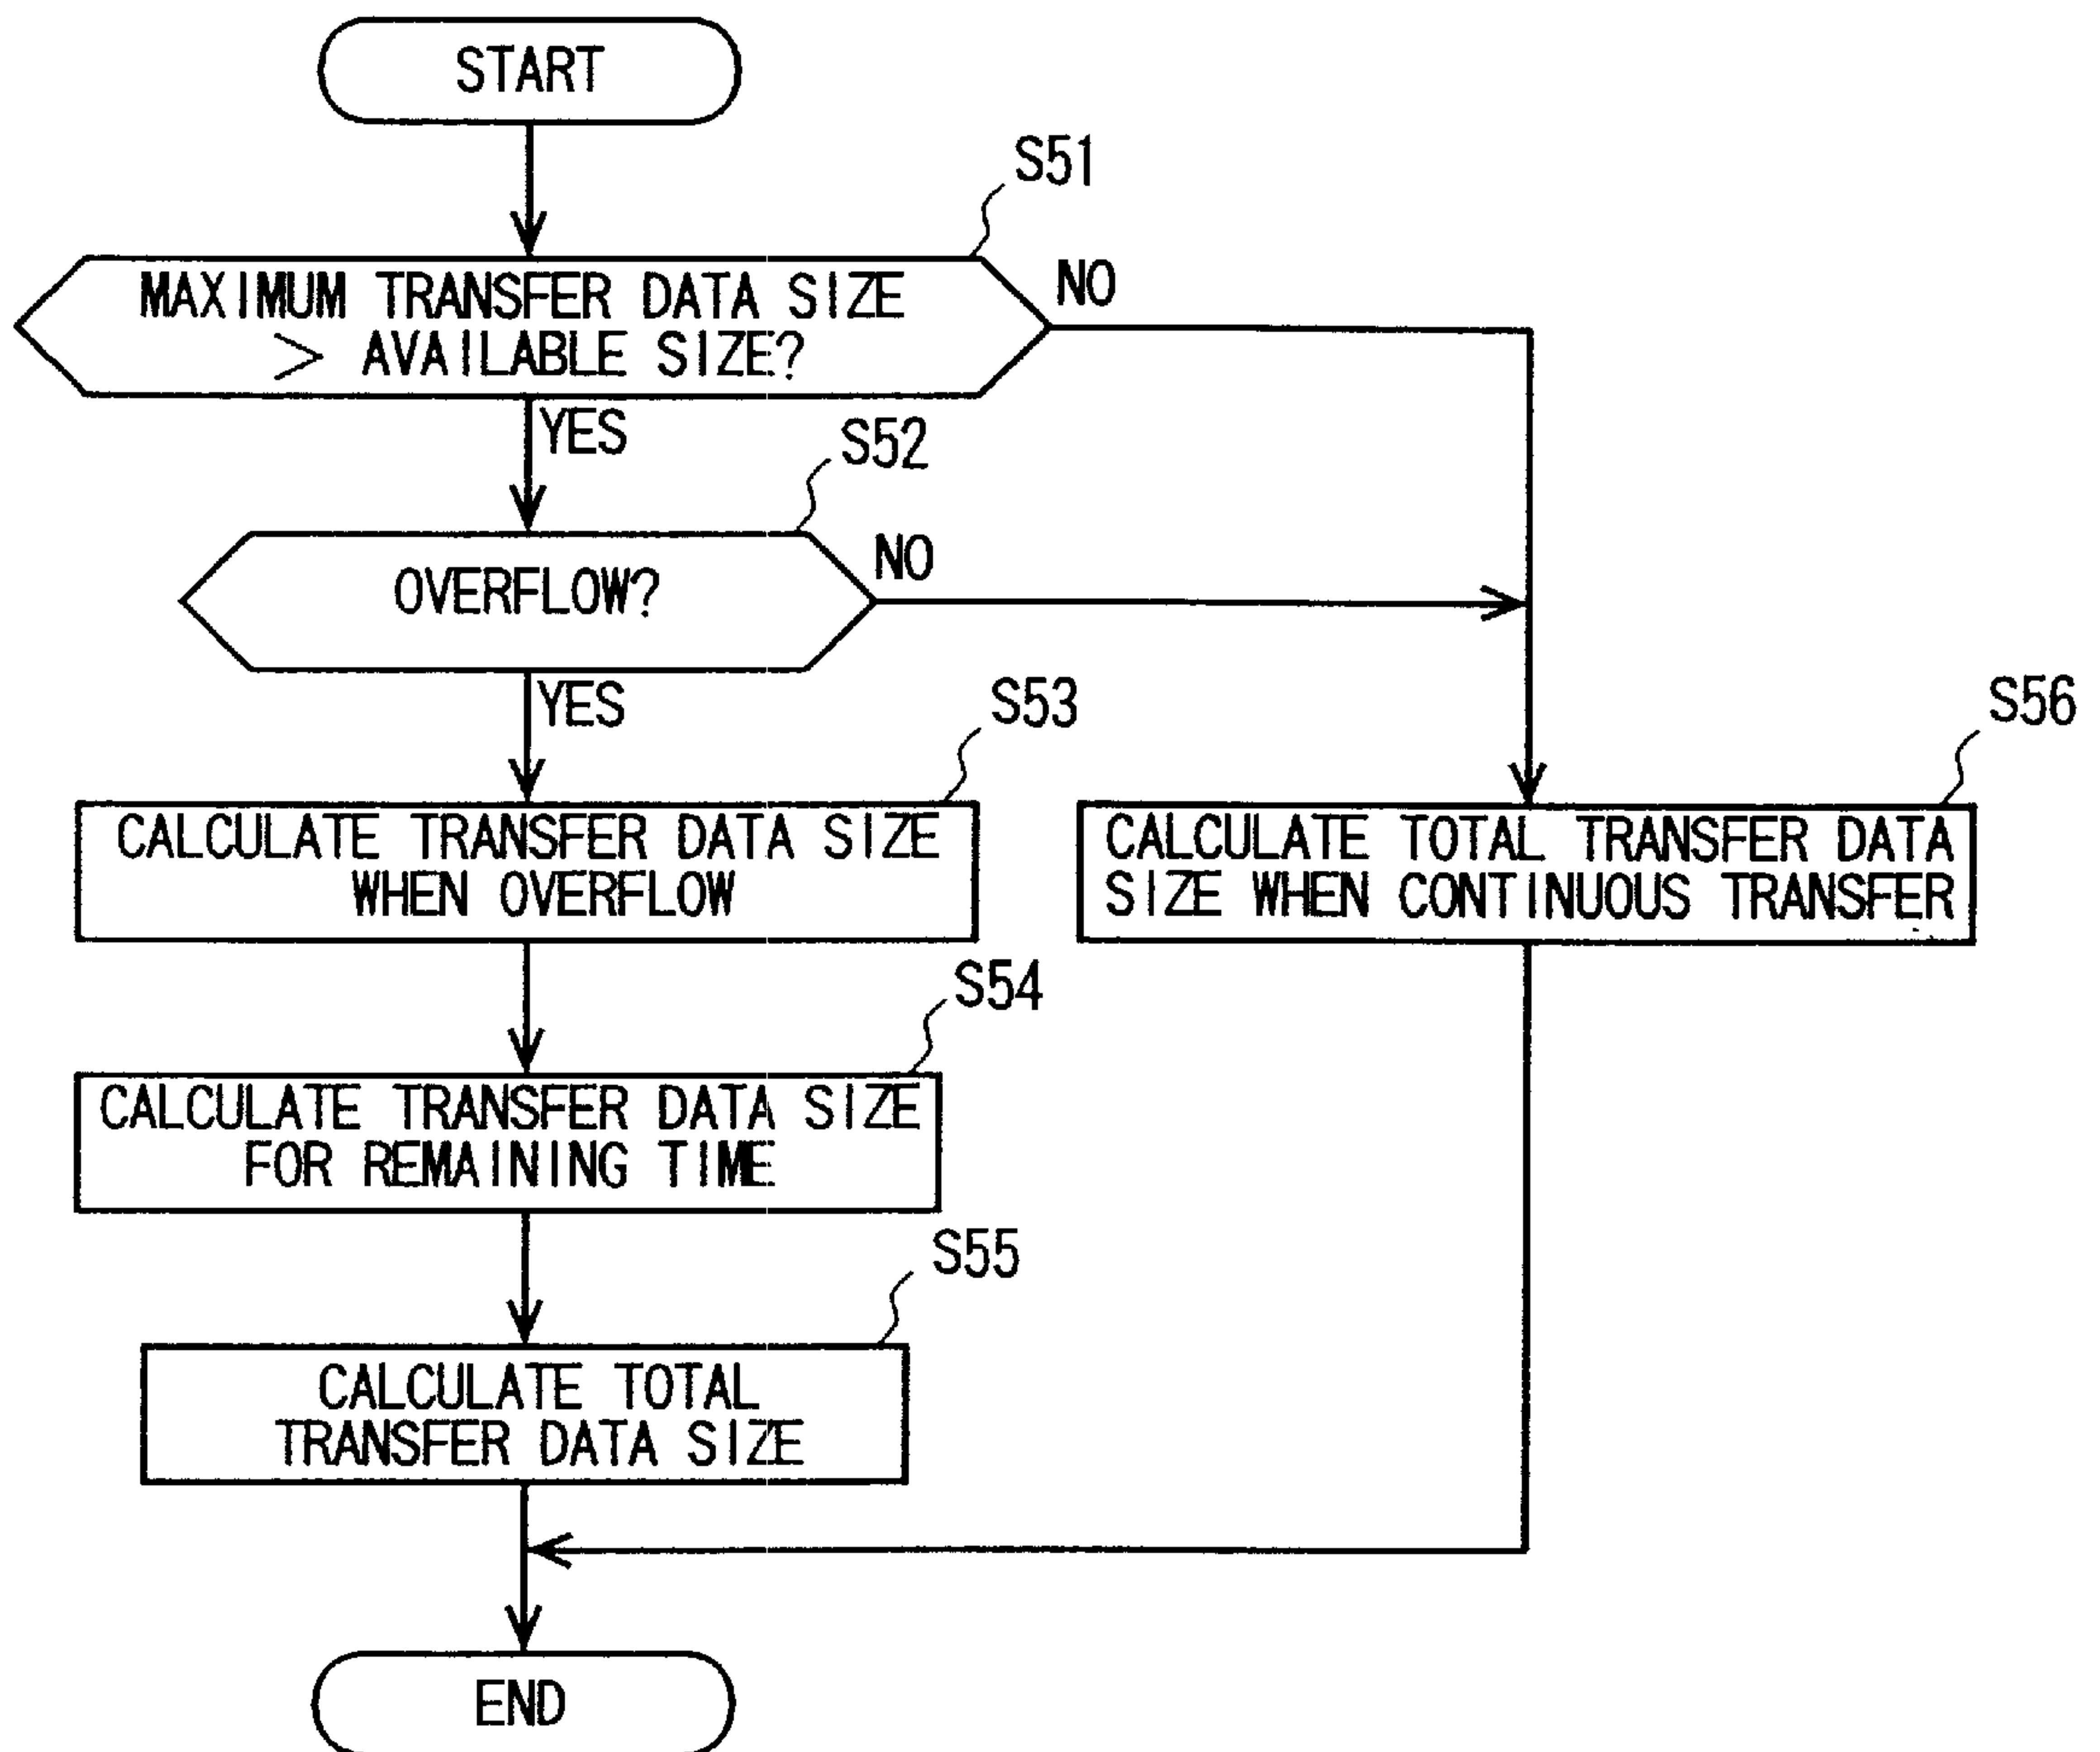 START
S51
MAXIMUM TRANSFER DATA SIZE
> AVAILABLE SIZE?
NO
YES
S52
OVERFLOW?
NO
YES
S53
CALCULATE TRANSFER DATA SIZE
WHEN OVERFLOW
S56
CALCULATE TOTAL TRANSFER DATA
SIZE WHEN CONTINUOUS TRANSFER
S54
CALCULATE TRANSFER DATA SIZE
FOR REMAINING TIME
S55
CALCULATE TOTAL
TRANSFER DATA SIZE
END